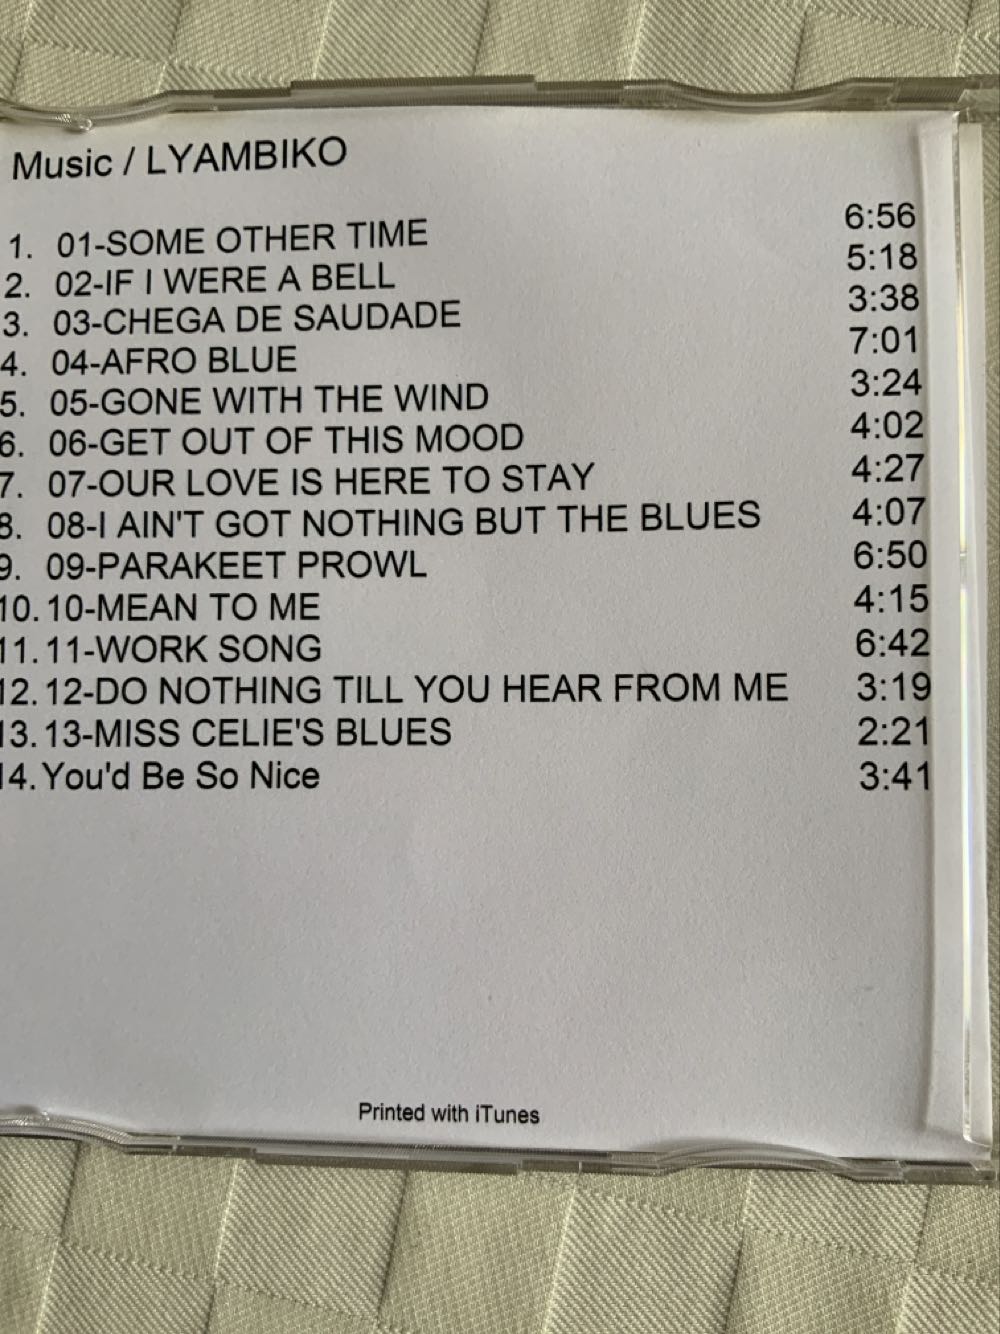 Music / LYAMBIKO
1. 01-SOME OTHER TIME 6:56
2. 02-IF I WERE A BELL 5:18
3. 03-CHEGA DE SAUDADE 3:38
4. 04-AFRO BLUE 7:01
5. 05-GONE WITH THE WIND 3:24
6. 06-GET OUT OF THIS MOOD 4:02
7. 07-OUR LOVE IS HERE TO STAY 4:27
8. 08-I AIN'T GOT NOTHING BUT THE BLUES 4:07
9. 09-PARAKEET PROWL 6:50
10. 10-MEAN TO ME 4:15
11. 11-WORK SONG 6:42
12. 12-DO NOTHING TILL YOU HEAR FROM ME 3:19
13. 13-MISS CELIE'S BLUES 2:21
14. You'd Be So Nice 3:41
Printed with iTunes